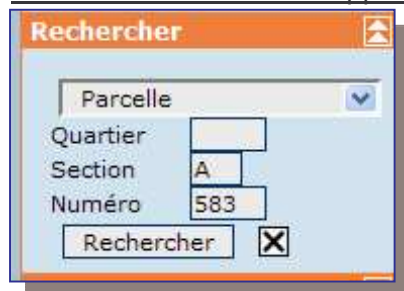 Rechercher
Parcelle
Quartier
Section A
Numéro 583
Rechercher